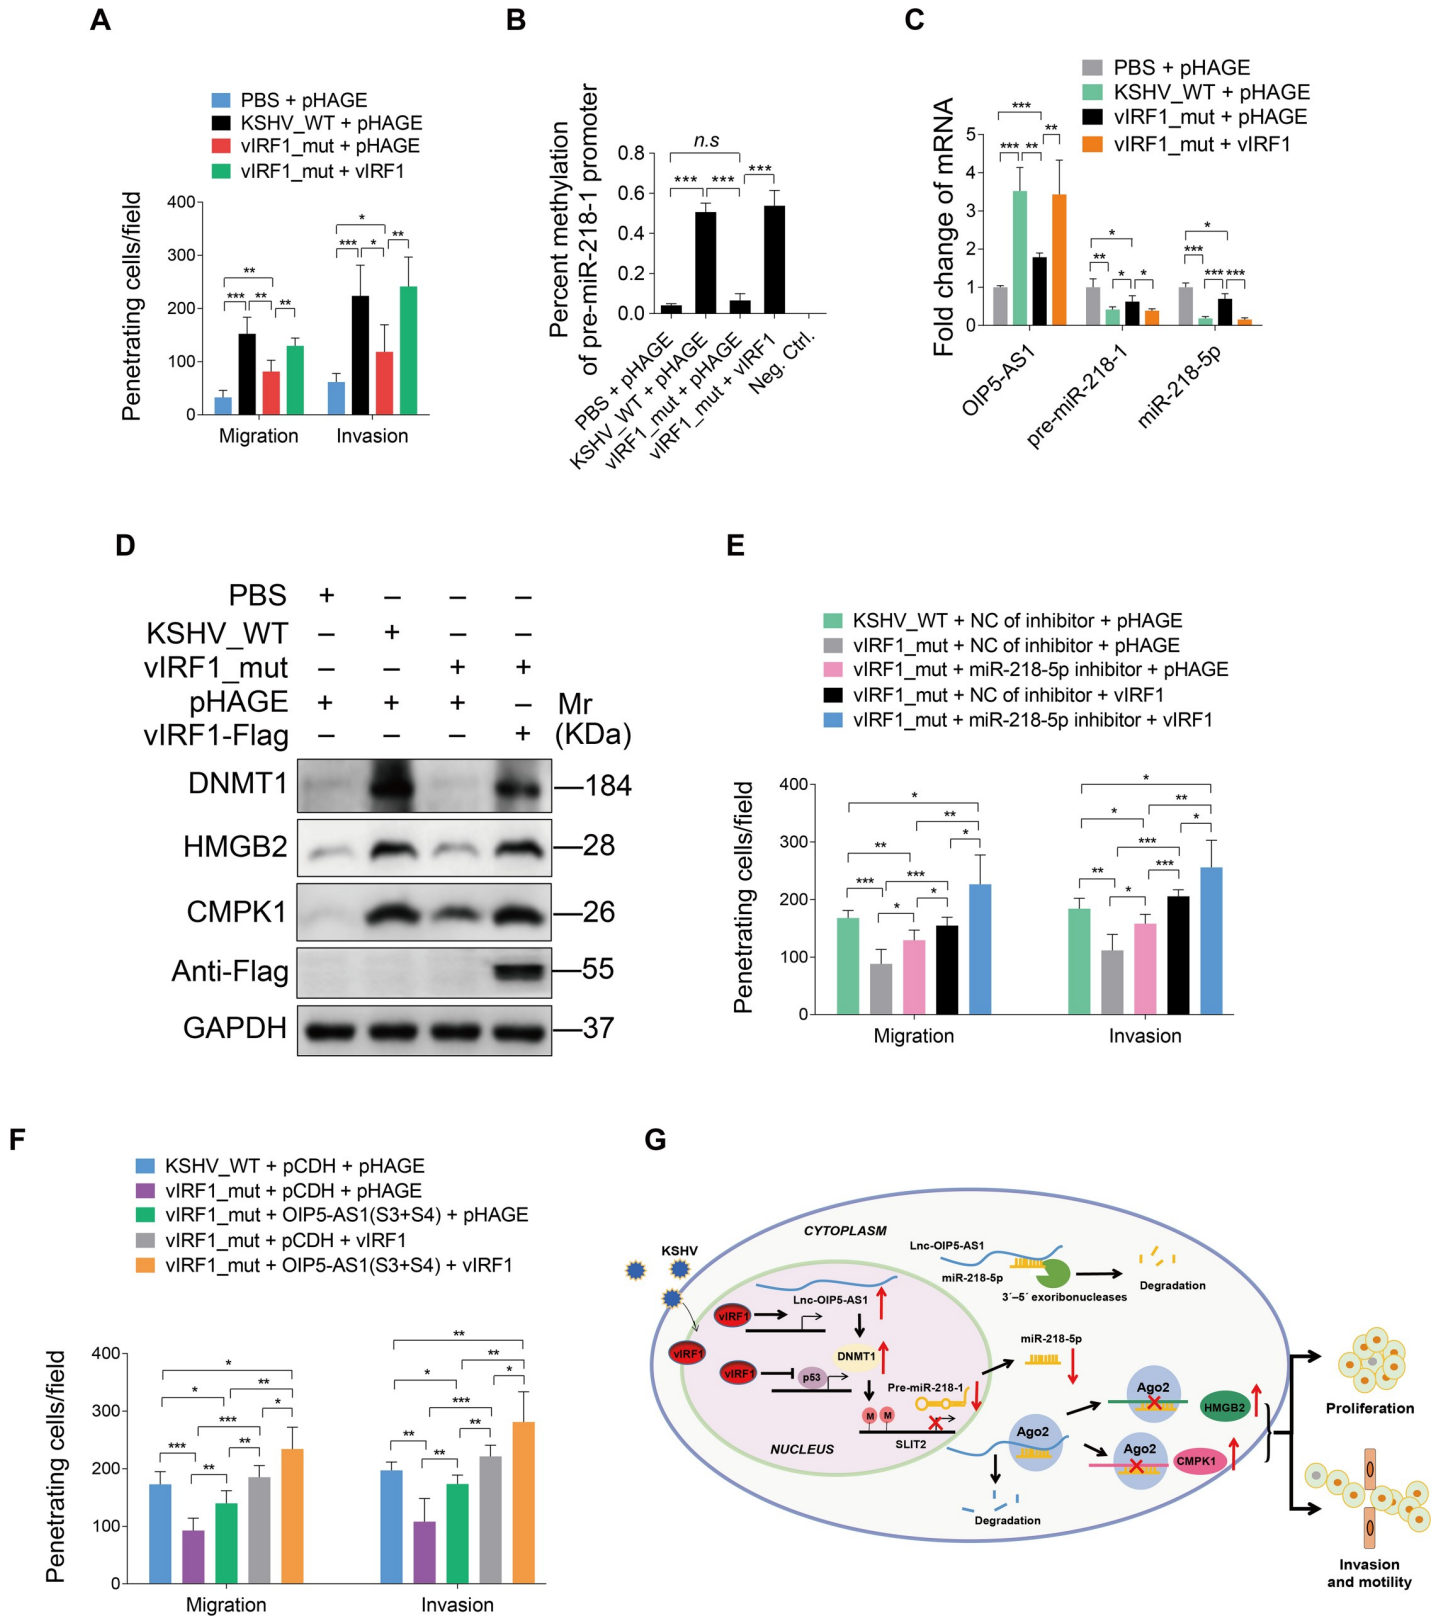 A
PBS + pHAGE
KSHV_WT + pHAGE
vIRF1_mut + pHAGE
vIRF1_mut + vIRF1
Penetrating cells/field
400
300
200
100
0
** *** ** **
* *** * **
Migration
Invasion
B
Percent methylation
of pre-miR-218-1 promoter
0.8
0.6
0.4
0.2
0.0
n.s
*** *** ***
PBS + pHAGE
KSHV_WT + pHAGE
vIRF1_mut + pHAGE
vIRF1_mut + vIRF1
Neg. Ctrl.
C
PBS + pHAGE
KSHV_WT + pHAGE
vIRF1_mut + pHAGE
vIRF1_mut + vIRF1
Fold change of mRNA
5
4
3
2
1
0
*** *** ** **
* ** * *
* *** *** ***
OIP5-AS1
pre-miR-218-1
miR-218-5p
D
PBS + – – –
KSHV_WT – + – –
vIRF1_mut – – + +
pHAGE + + + –
vIRF1-Flag – – – +
Mr
(KDa)
DNMT1 184
HMGB2 28
CMPK1 26
Anti-Flag 55
GAPDH 37
E
KSHV_WT + NC of inhibitor + pHAGE
vIRF1_mut + NC of inhibitor + pHAGE
vIRF1_mut + miR-218-5p inhibitor + pHAGE
vIRF1_mut + NC of inhibitor + vIRF1
vIRF1_mut + miR-218-5p inhibitor + vIRF1
Penetrating cells/field
400
300
200
100
0
* ** * ** *** *** * *
* ** * * *** *** ** *
Migration
Invasion
F
KSHV_WT + pCDH + pHAGE
vIRF1_mut + pCDH + pHAGE
vIRF1_mut + OIP5-AS1(S3+S4) + pHAGE
vIRF1_mut + pCDH + vIRF1
vIRF1_mut + OIP5-AS1(S3+S4) + vIRF1
Penetrating cells/field
400
300
200
100
0
* ** * * *** *** ** **
** ** * * *** ** ** **
Migration
Invasion
G
KSHV
CYTOPLASM
Lnc-OIP5-AS1
miR-218-5p
3´–5´ exoribonucleases
Degradation
vIRF1
Lnc-OIP5-AS1
vIRF1
vIRF1
p53
DNMT1
Pre-miR-218-1
M M
SLIT2
NUCLEUS
miR-218-5p
Ago2
Degradation
Ago2
HMGB2
Ago2
CMPK1
Proliferation
Invasion
and motility